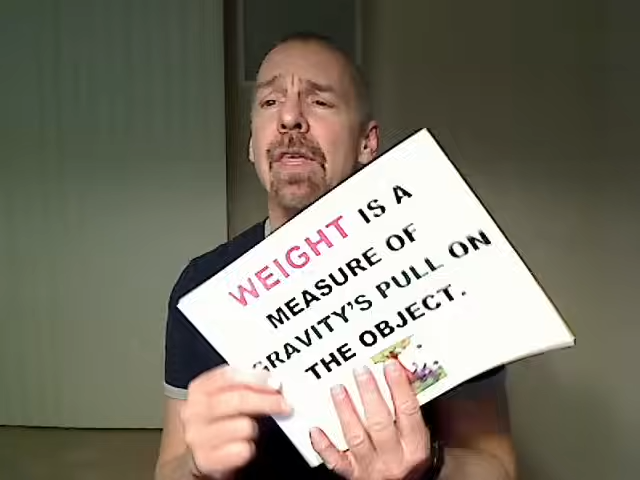 WEIGHT IS A
MEASURE OF
GRAVITY'S PULL ON
THE OBJECT.